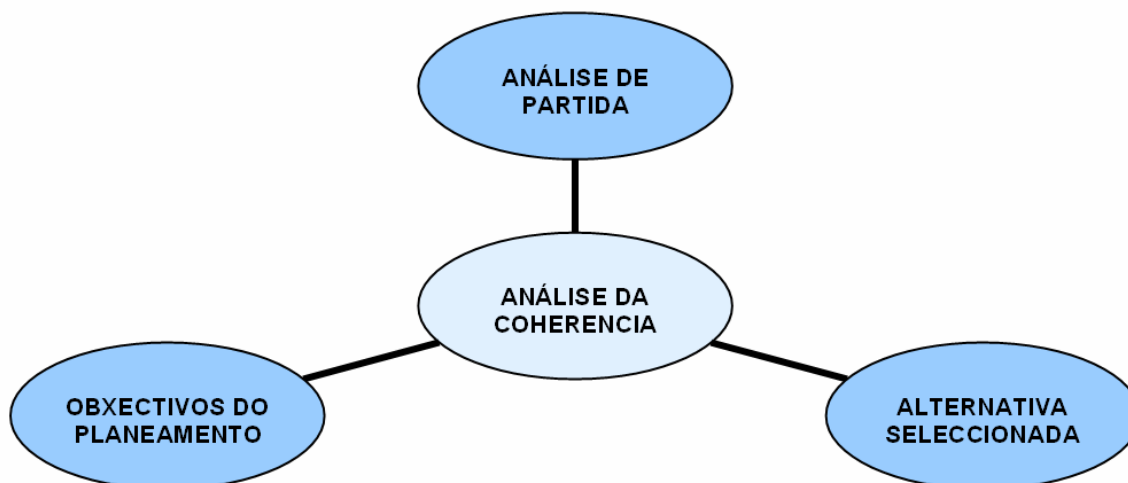 ANÁLISE DE
PARTIDA
ANÁLISE DA
COHERENCIA
OBXECTIVOS DO
PLANEAMENTO
ALTERNATIVA
SELECCIONADA